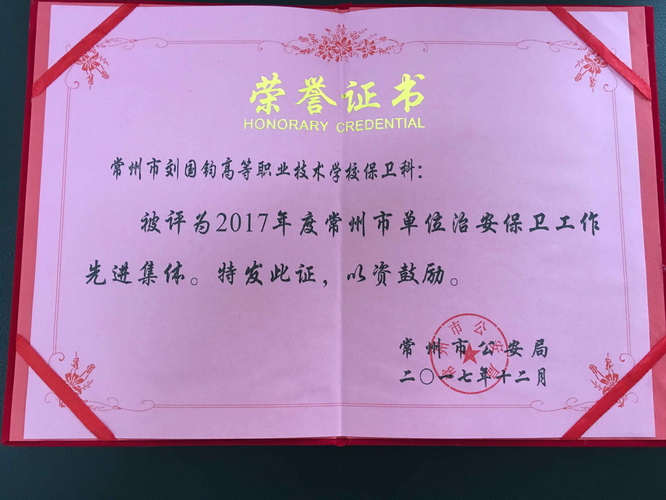 荣誉证书
HONORARY CREDENTIAL
常州市刘国钧高等职业技术学校保卫科：
被评为2017年度常州市单位治安保卫工作
先进集体。特发此证，以资鼓励。
常州市公安局
二〇一七年十二月